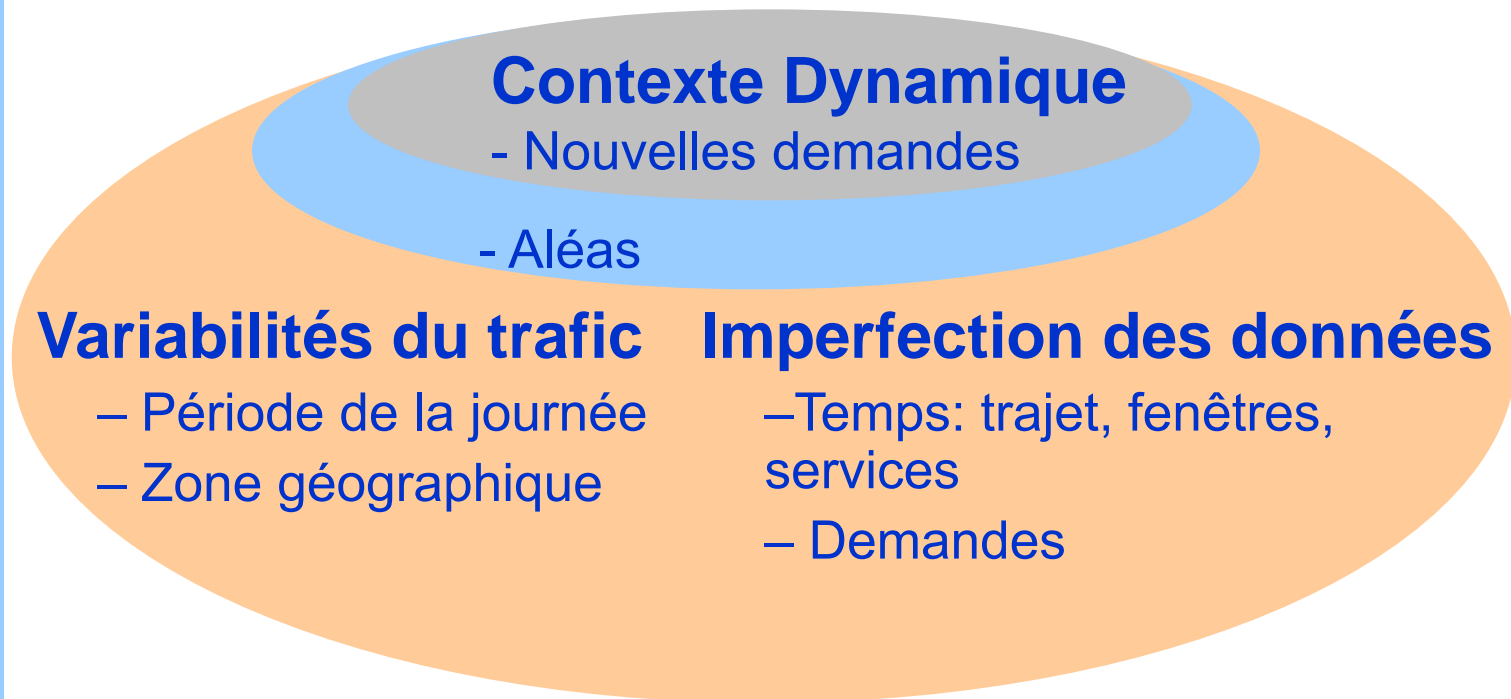 Contexte Dynamique
- Nouvelles demandes
- Aléas
Variabilités du trafic
– Période de la journée
– Zone géographique
Imperfection des données
–Temps: trajet, fenêtres,
services
– Demandes